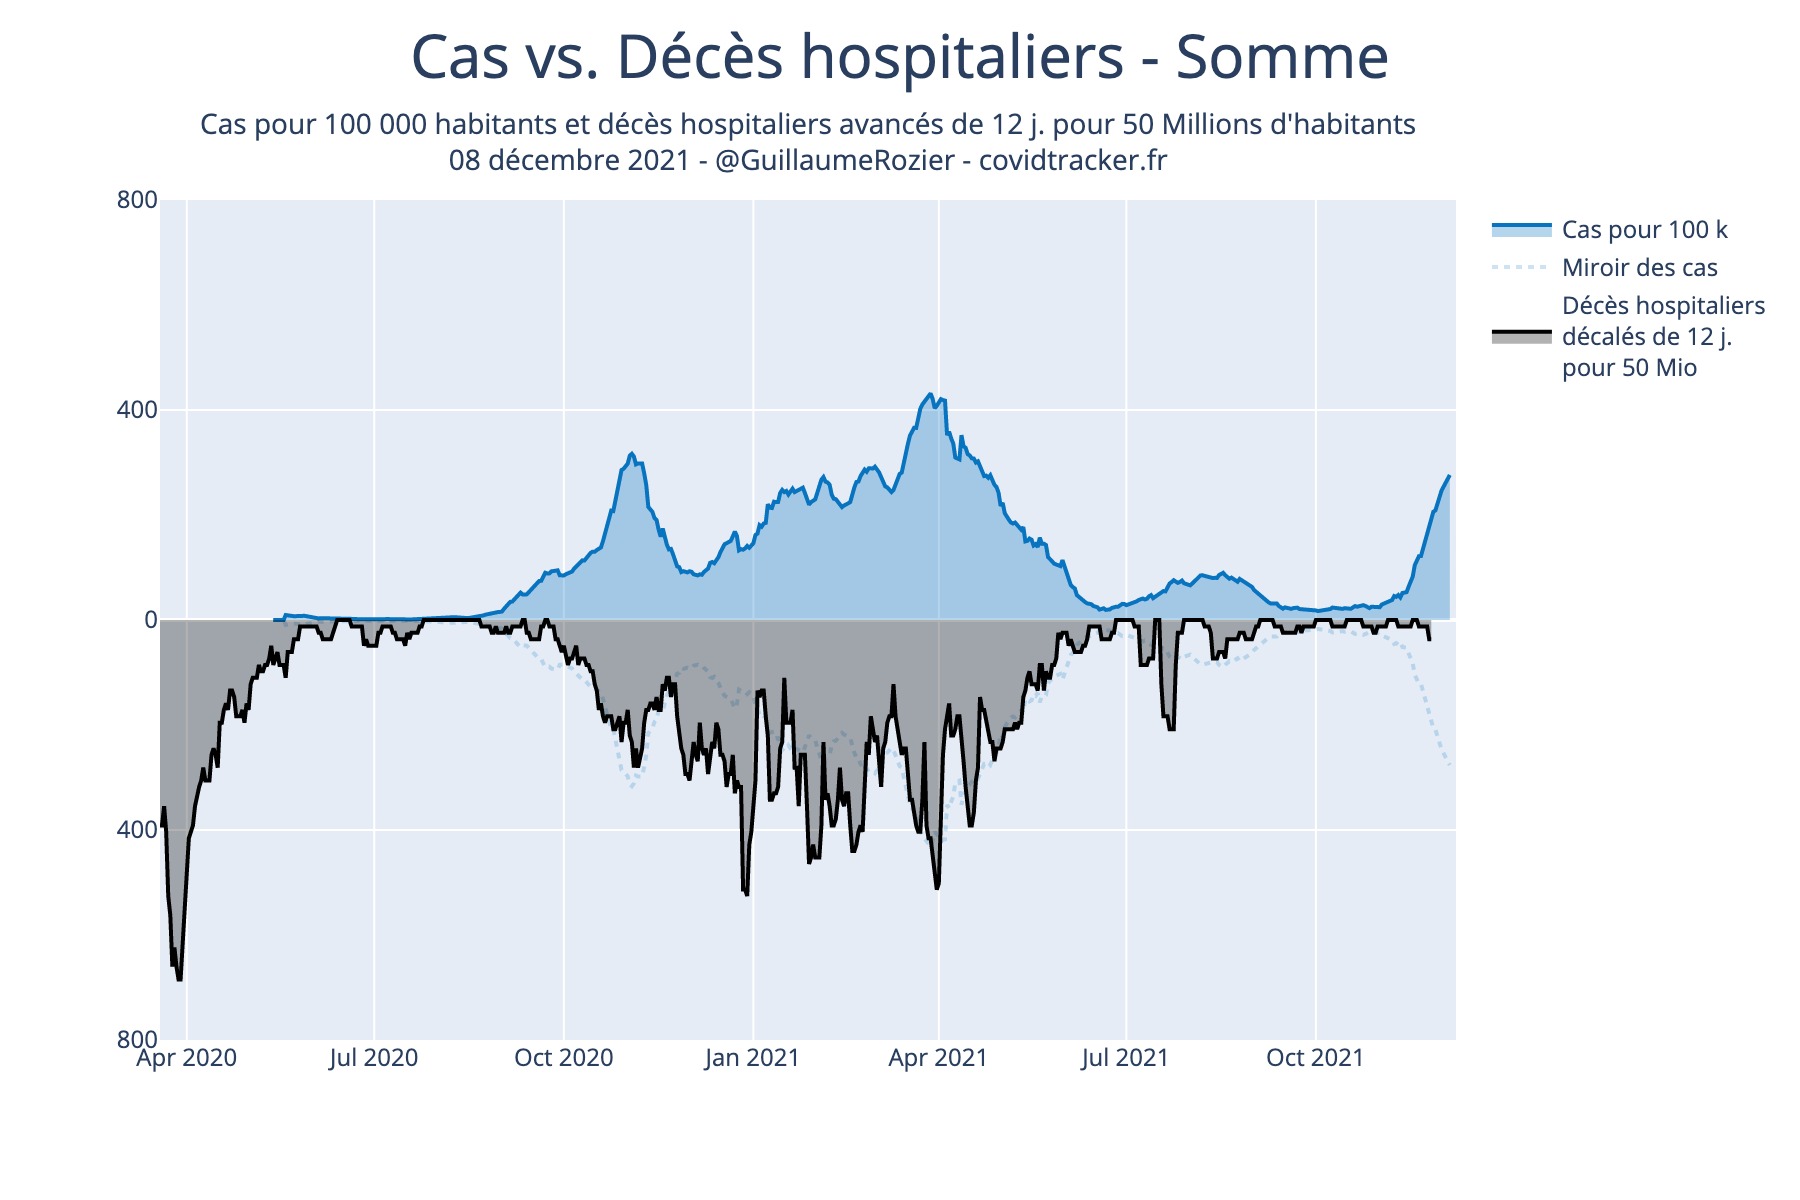 Cas vs. Décès hospitaliers - Somme
Cas pour 100 000 habitants et décès hospitaliers avancés de 12 j. pour 50 Millions d'habitants
08 décembre 2021 - @GuillaumeRozier - covidtracker.fr
800
400
0
400
800
Apr 2020
Jul 2020
Oct 2020
Jan 2021
Apr 2021
Jul 2021
Oct 2021
Cas pour 100 k
Miroir des cas
Décès hospitaliers
décalés de 12 j.
pour 50 Mio